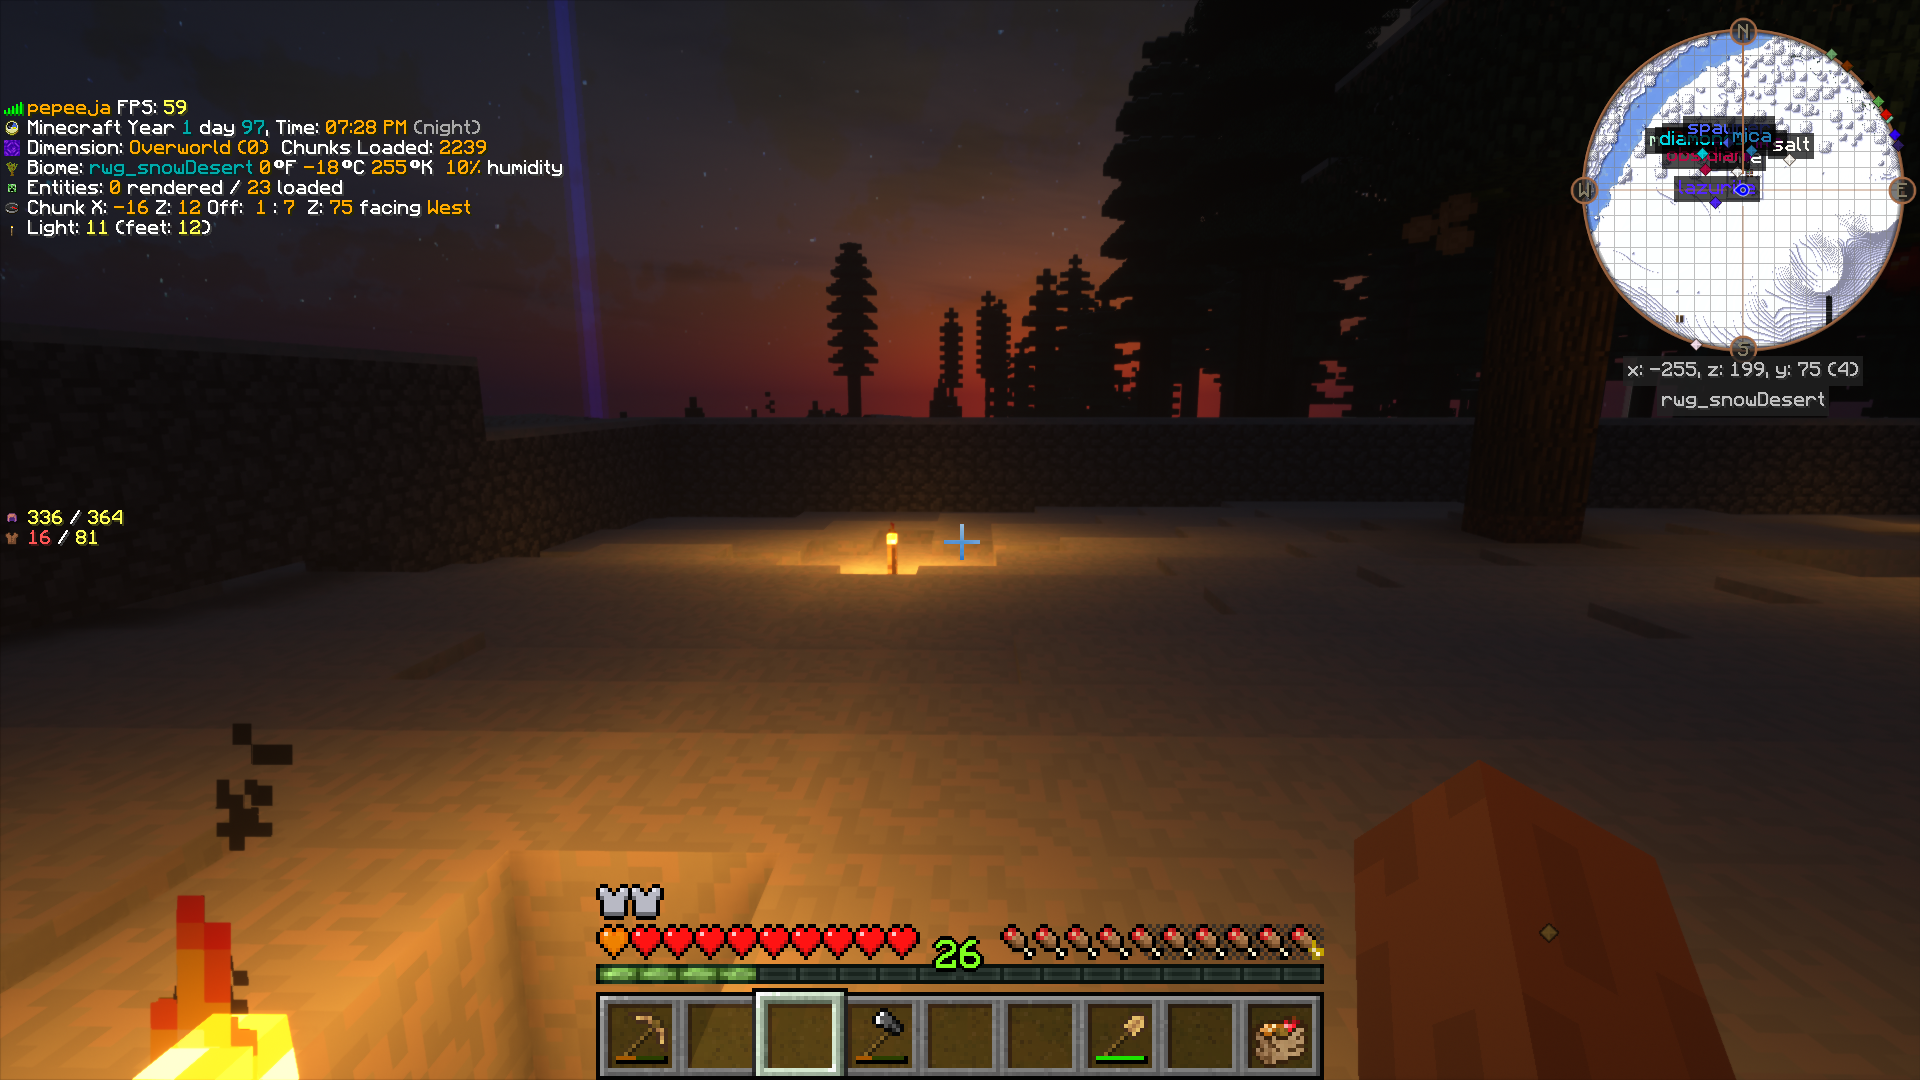 pepeeja FPS: 59
Minecraft Year 1 day 97, Time: 07:28 PM (night)
Dimension: Overworld (0) Chunks Loaded: 2239
Biome: rwg_snowDesert 0°F -18°C 255°K 10% humidity
Entities: 0 rendered / 23 loaded
Chunk X: -16 Z: 12 Off: 1 : 7 Z: 75 facing West
Light: 11 (feet: 12)
N
mica
salt
W
E
S
x: -255, z: 199, y: 75 (4)
rwg_snowDesert
336 / 364
16 / 81
26